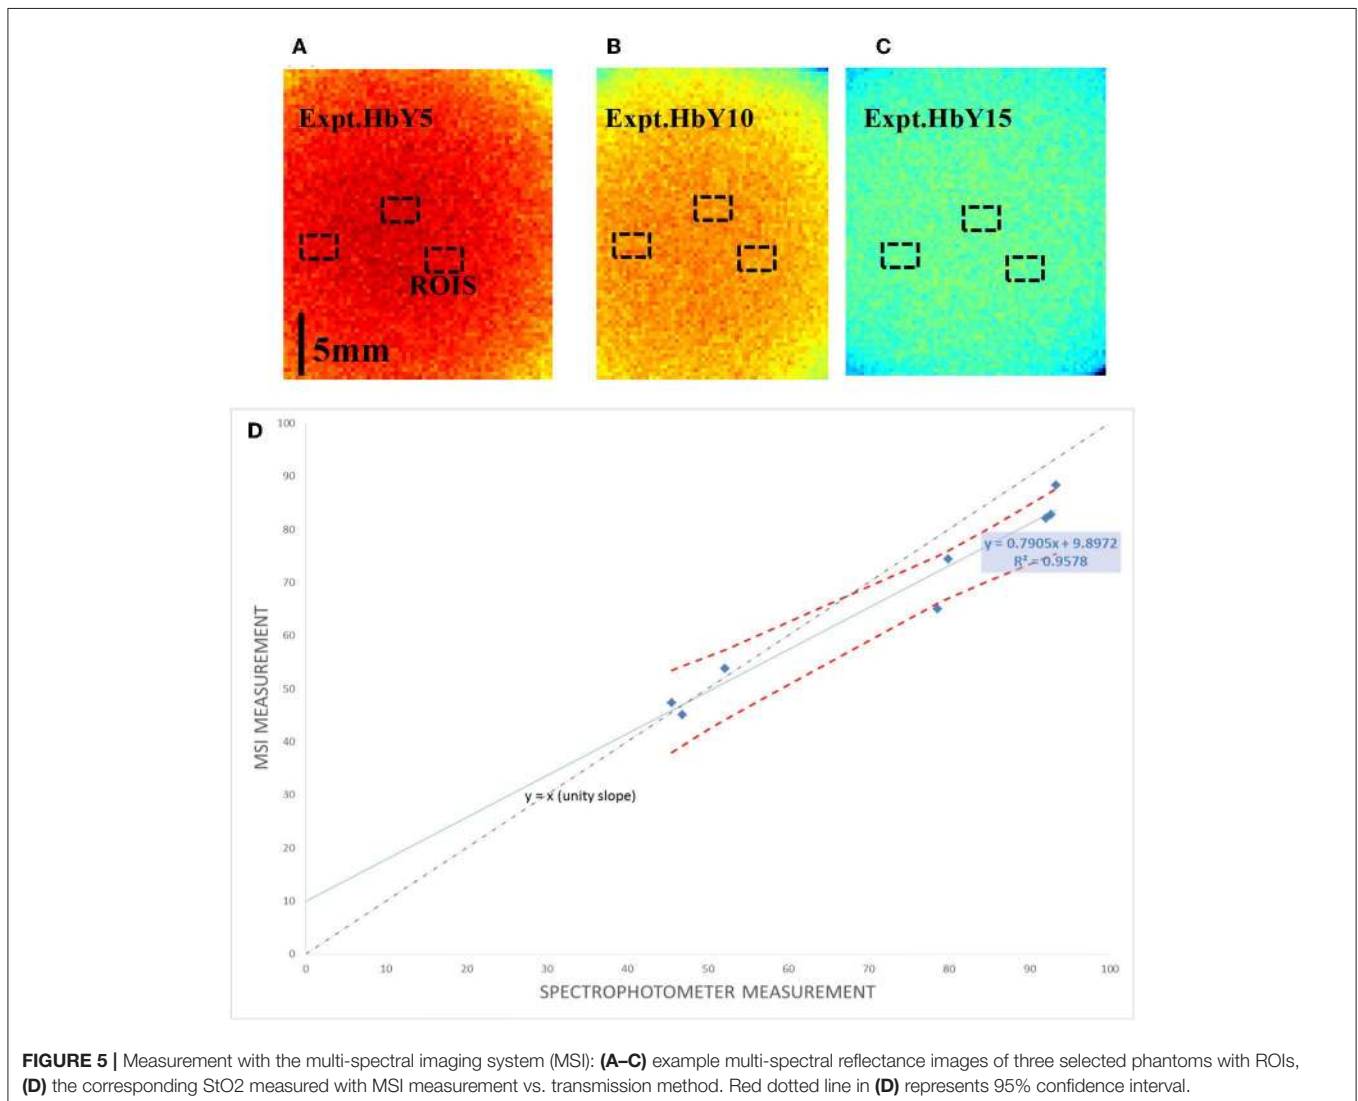 A
B
C
Expt.HbY5
Expt.HbY10
Expt.HbY15
ROIS
5mm
D
100
90
80
70
60
50
40
30
20
10
0
MSI MEASUREMENT
y = 0.7905x + 9.8972
R² = 0.9578
y = x (unity slope)
0 10 20 30 40 50 60 70 80 90 100
SPECTROPHOTOMETER MEASUREMENT
FIGURE 5 | Measurement with the multi-spectral imaging system (MSI): (A–C) example multi-spectral reflectance images of three selected phantoms with ROIs,
(D) the corresponding StO2 measured with MSI measurement vs. transmission method. Red dotted line in (D) represents 95% confidence interval.